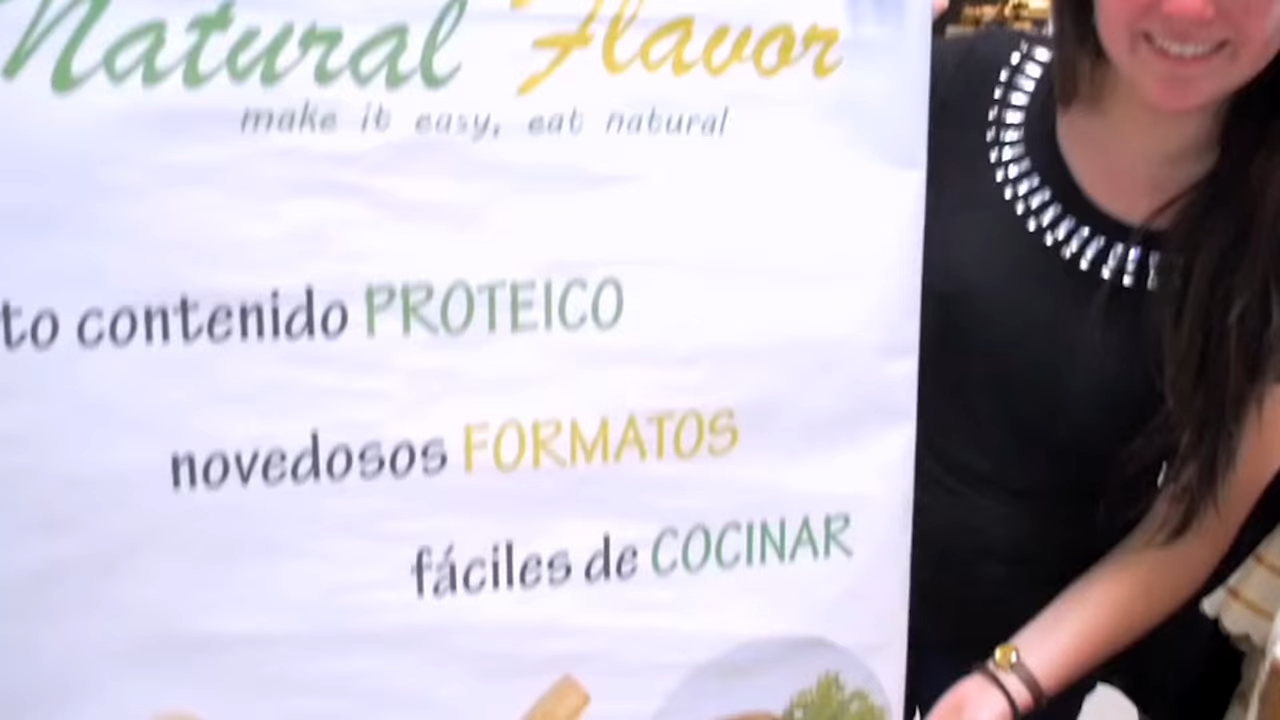 Natural Flavor
make it easy, eat natural
to contenido PROTEICO
novedosos FORMATOS
fáciles de COCINAR